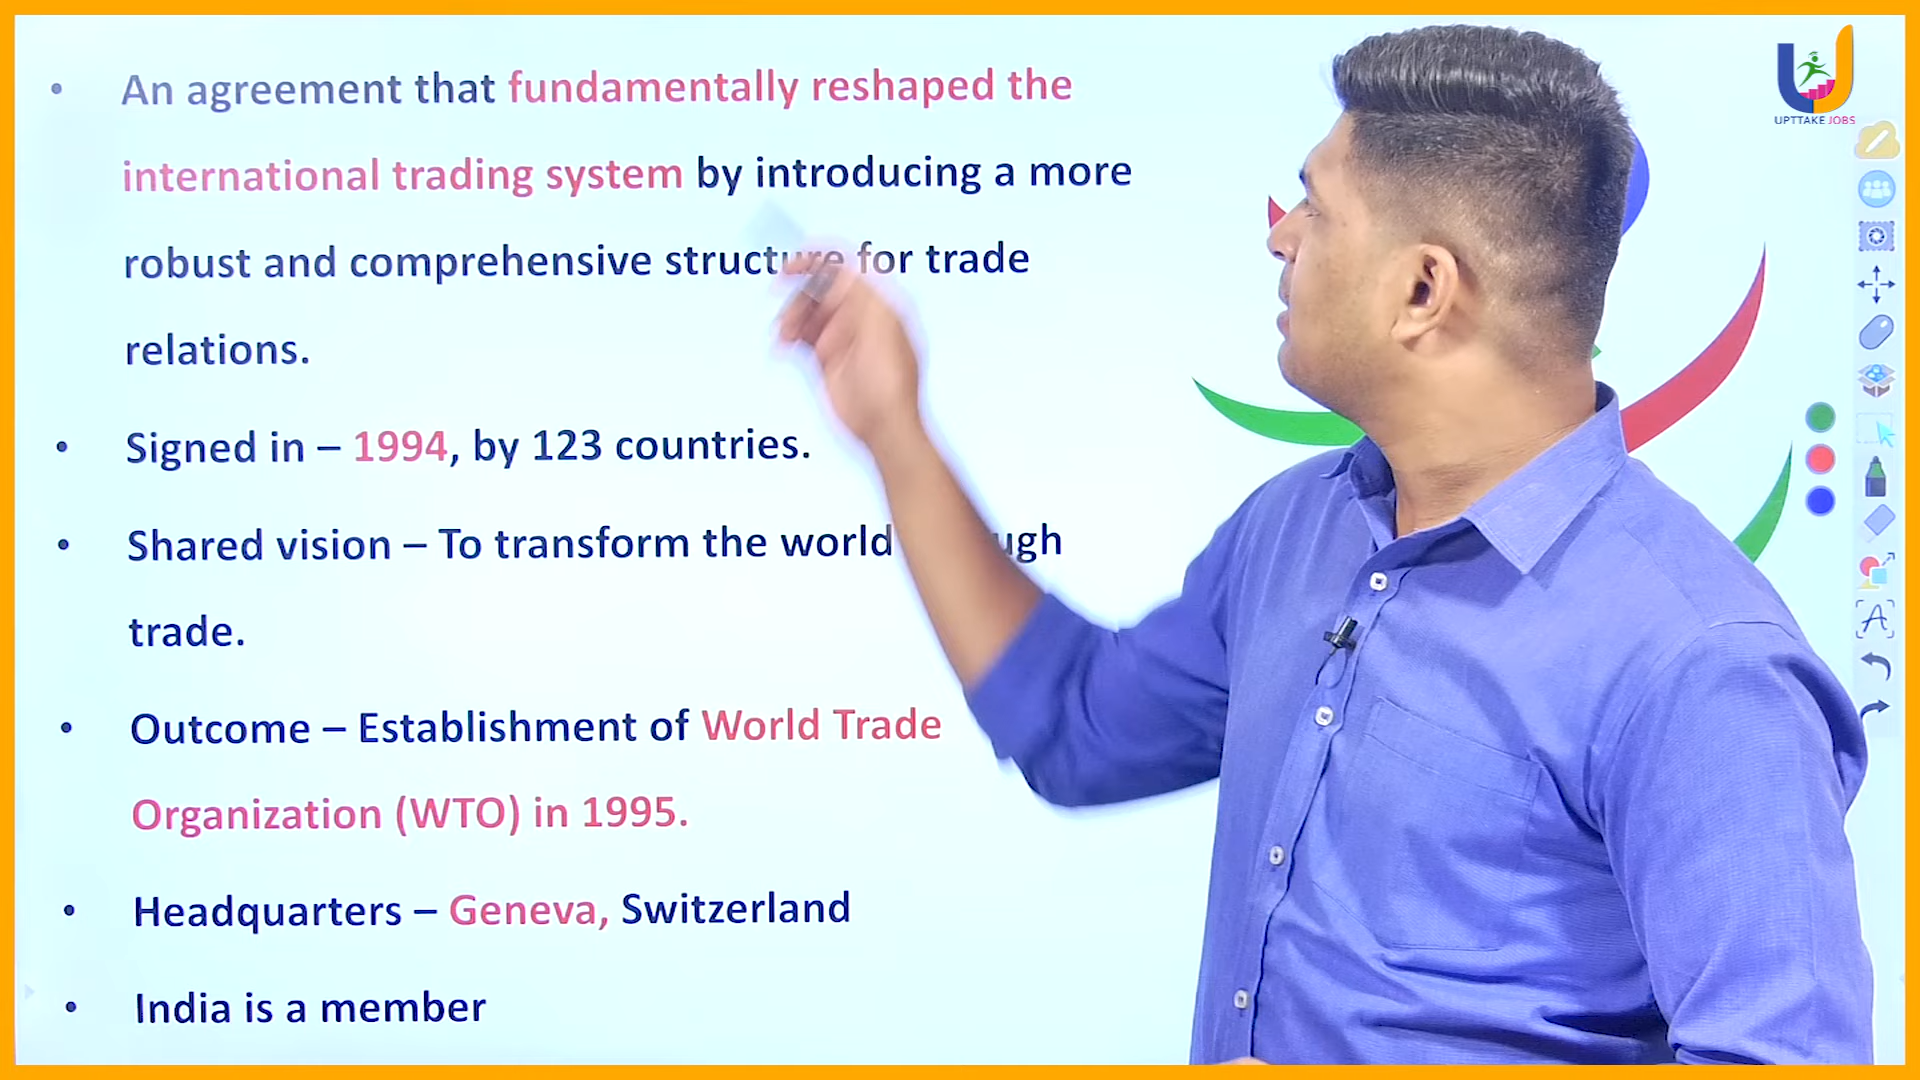 An agreement that fundamentally reshaped the
international trading system by introducing a more
robust and comprehensive structure for trade
relations.
Signed in – 1994, by 123 countries.
Shared vision – To transform the world
trade.
Outcome – Establishment of World Trade
Organization (WTO) in 1995.
Headquarters – Geneva, Switzerland
India is a member
UPTTAKE JOBS